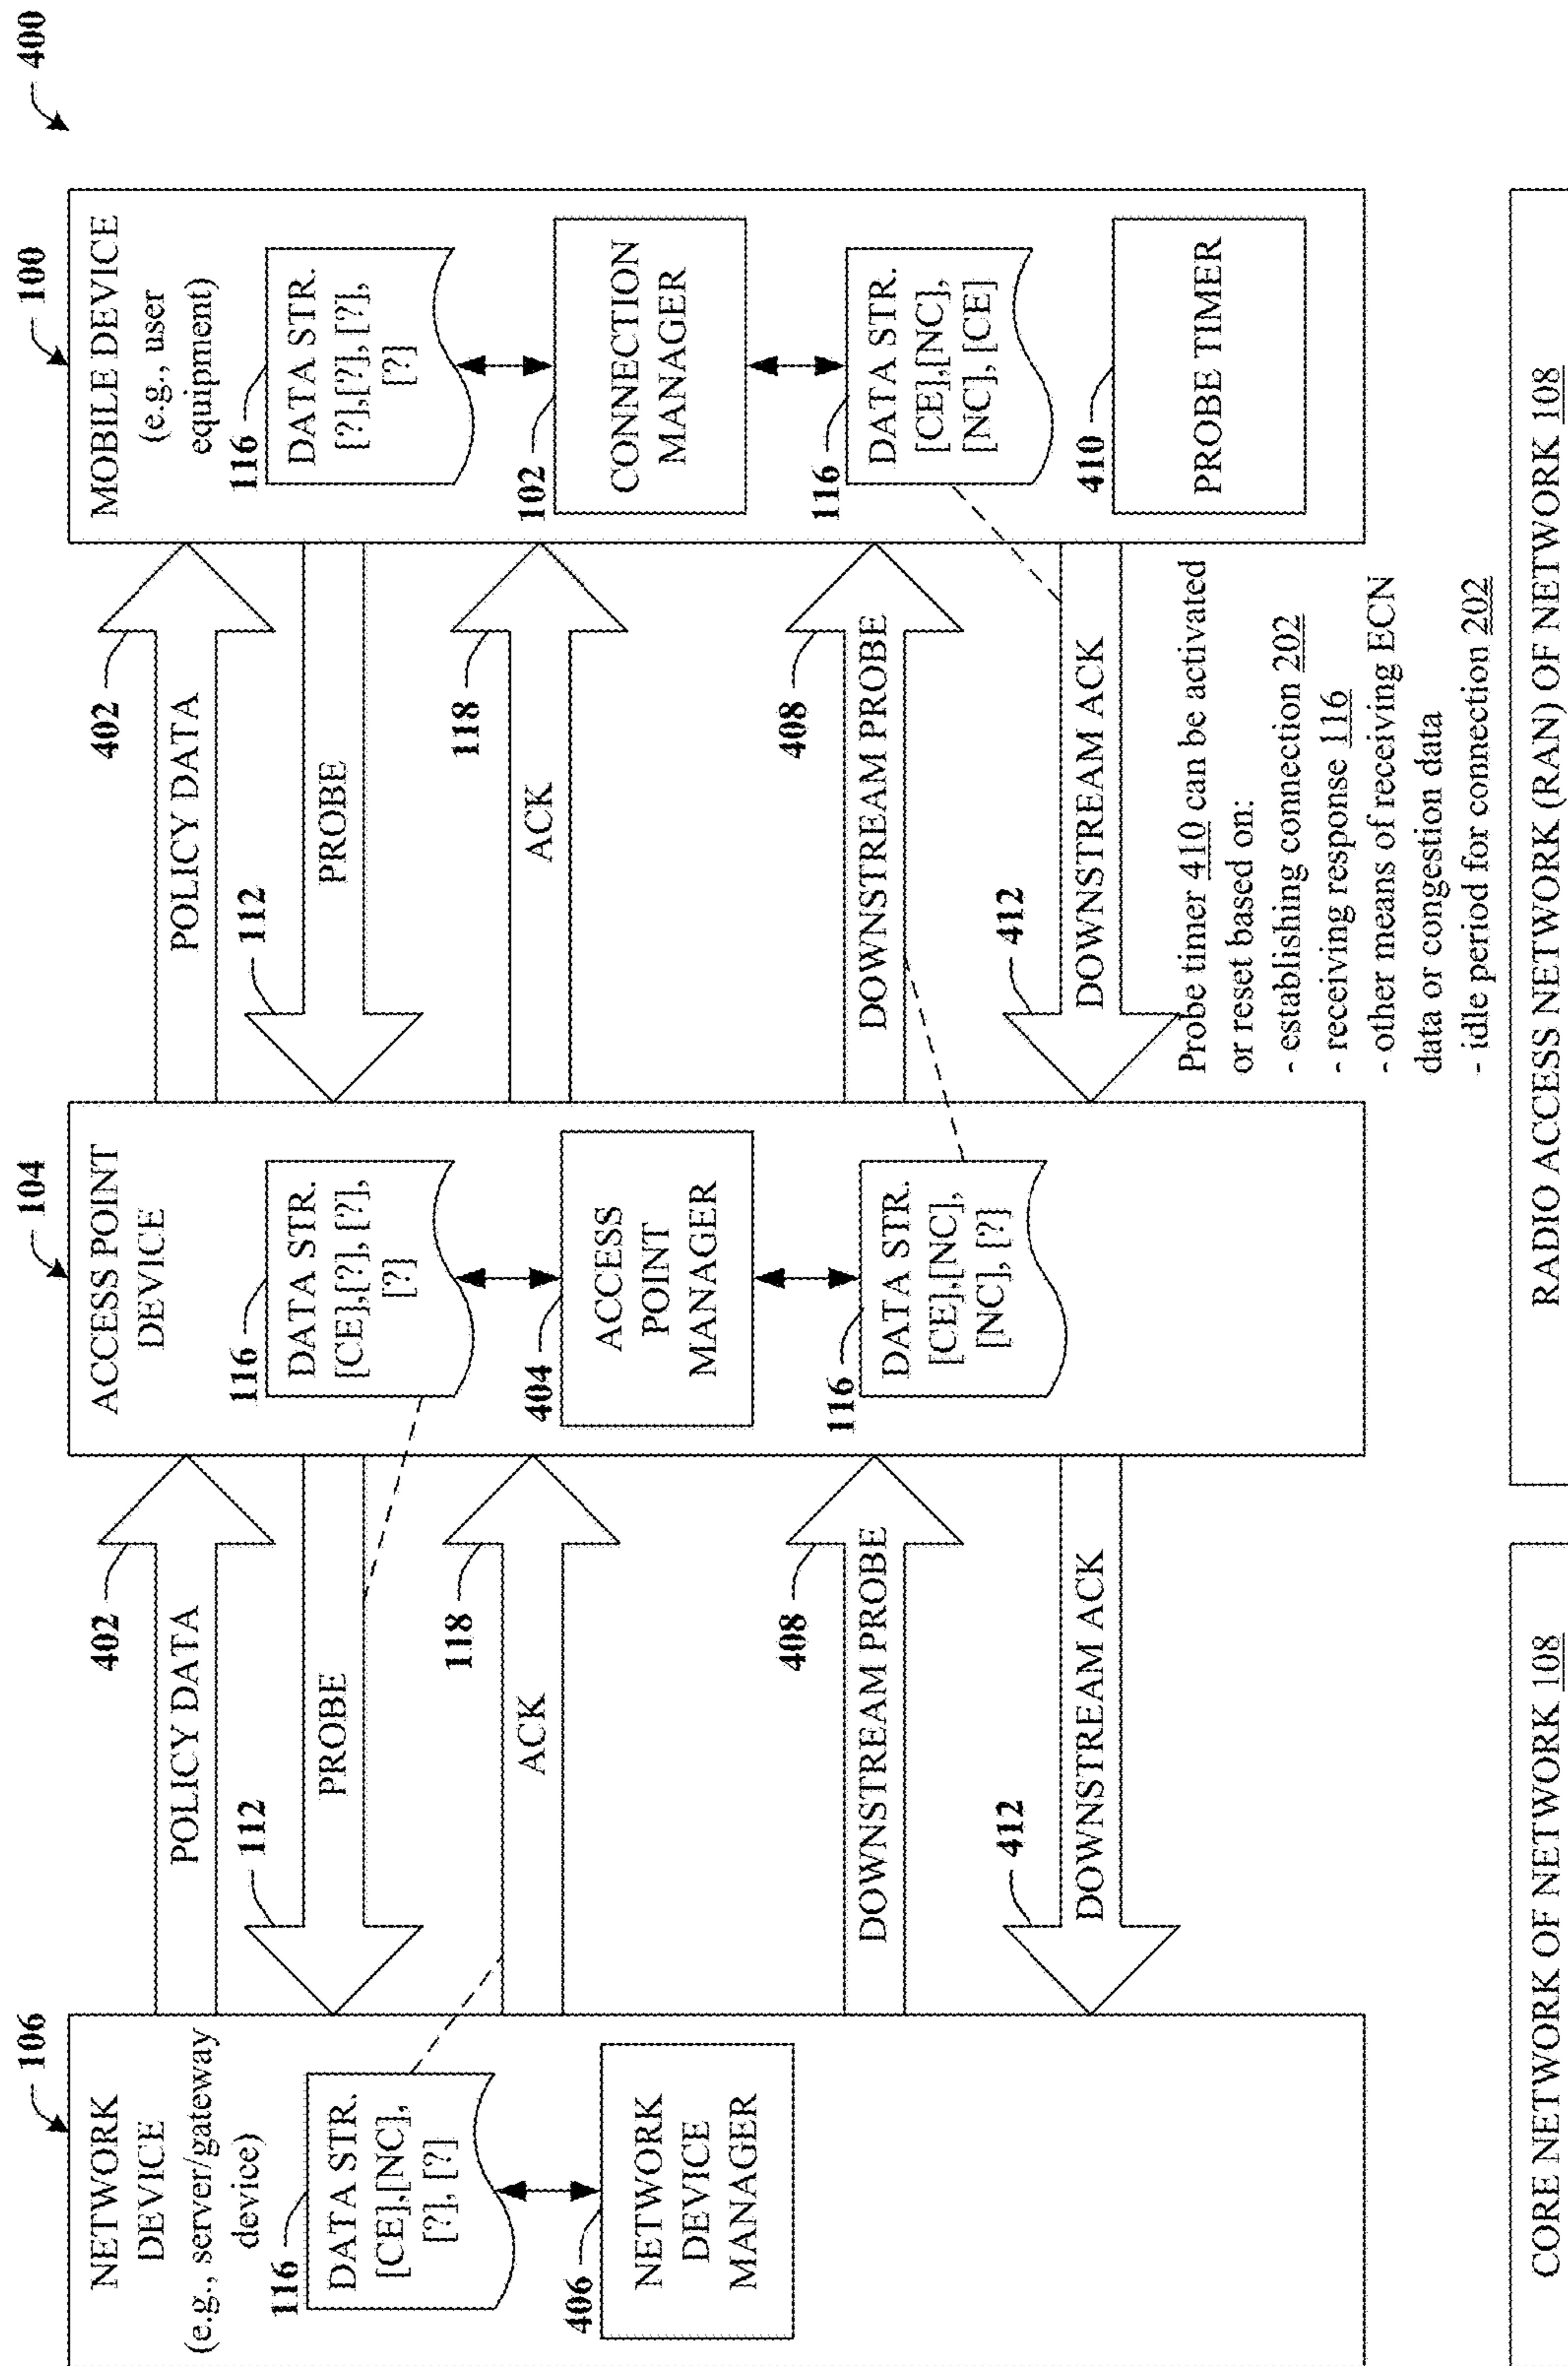 400
106
104
100
NETWORK
DEVICE
(e.g., server/gateway
device)
116
DATA STR.
[CE],[NC],
[?], [?]
406
NETWORK
DEVICE
MANAGER
402
POLICY DATA
112
PROBE
118
ACK
408
DOWNSTREAM PROBE
412
DOWNSTREAM ACK
ACCESS POINT
DEVICE
116
DATA STR.
[CE],[?], [?],
[?]
404
ACCESS
POINT
MANAGER
116
DATA STR.
[CE],[NC],
[NC], [?]
402
POLICY DATA
112
PROBE
118
ACK
408
DOWNSTREAM PROBE
412
DOWNSTREAM ACK
Probe timer 410 can be activated
or reset based on:
- establishing connection 202
- receiving response 116
- other means of receiving ECN
data or congestion data
- idle period for connection 202
MOBILE DEVICE
(e.g., user
equipment)
116
DATA STR.
[?],[?], [?],
[?]
102
CONNECTION
MANAGER
116
DATA STR.
[CE],[NC],
[NC], [CE]
410
PROBE TIMER
CORE NETWORK OF NETWORK 108
RADIO ACCESS NETWORK (RAN) OF NETWORK 108